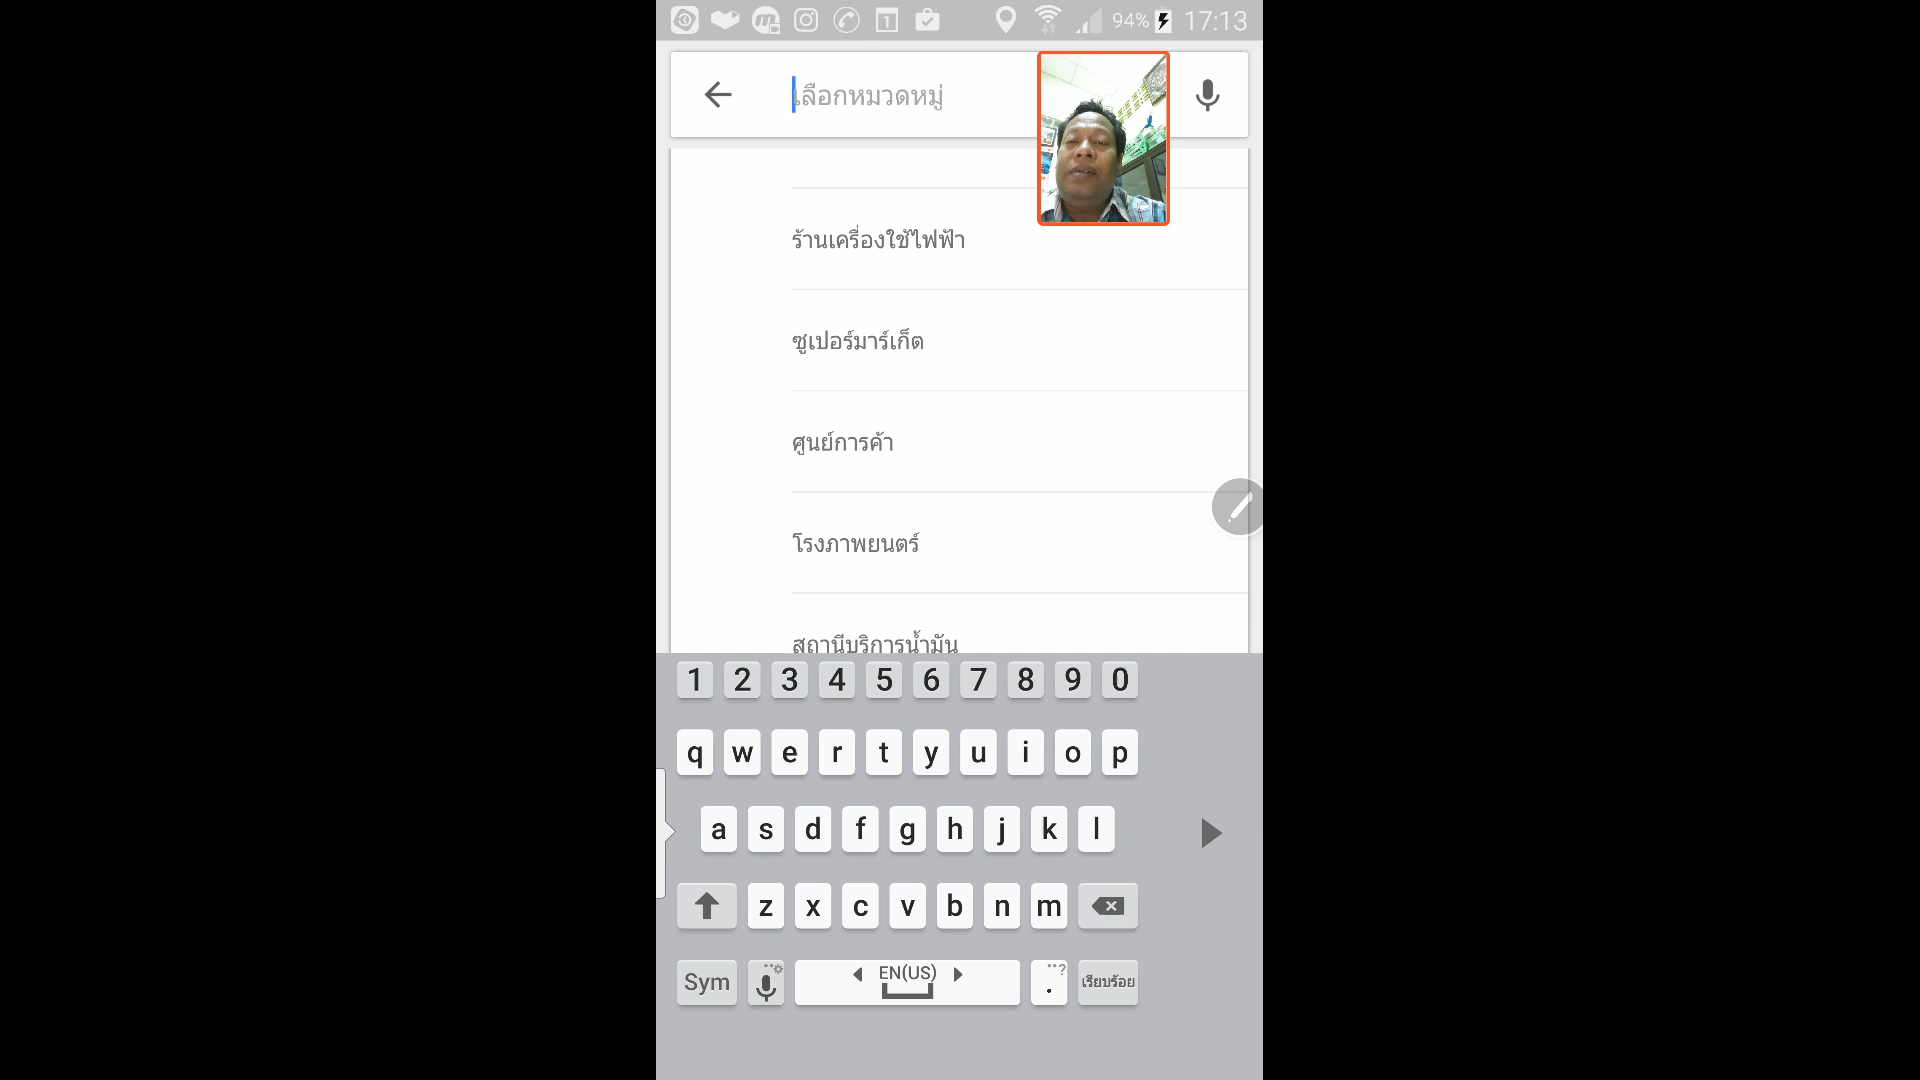 94% 17:13
เลือกหมวดหมู่
ร้านเครื่องใช้ไฟฟ้า
ซูเปอร์มาร์เก็ต
ศูนย์การค้า
โรงภาพยนตร์
สถานีบริการน้ำมัน
1 2 3 4 5 6 7 8 9 0
q w e r t y u i o p
a s d f g h j k l
z x c v b n m
Sym EN(US) . เรียบร้อย